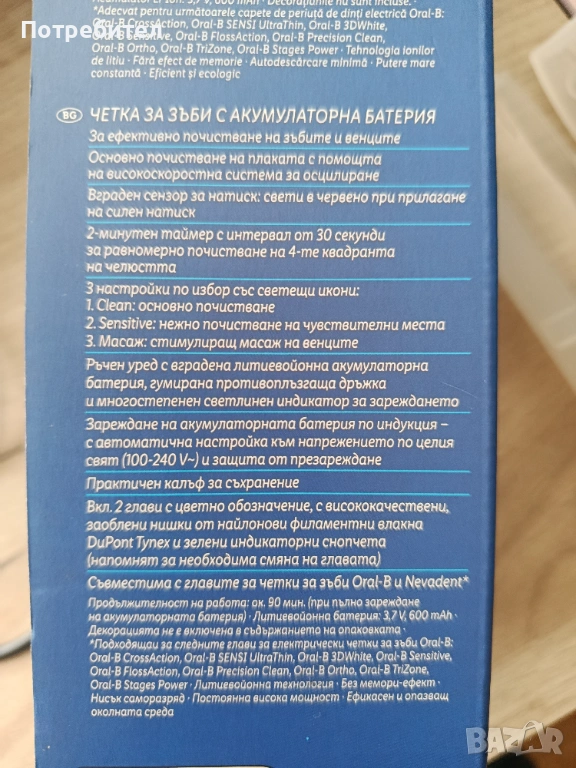 Потребител
*Adecvat pentru următoarele capete de periuță de dinți electrică Oral-B:
Oral-B CrossAction, Oral-B SENSI UltraThin, Oral-B 3DWhite,
Oral-B FlossAction, Oral-B Precision Clean,
Oral-B Ortho, Oral-B TriZone, Oral-B Stages Power · Tehnologia ionilor
de litiu · Fără efect de memorie · Autodescărcare minimă · Putere mare
constantă · Eficient și ecologic
BG ЧЕТКА ЗА ЗЪБИ С АКУМУЛАТОРНА БАТЕРИЯ
За ефективно почистване на зъбите и венците
Основно почистване на плаката с помощта
на високоскоростна система за осцилиране
Вграден сензор за натиск: свети в червено при прилагане
на силен натиск
2-минутен таймер с интервал от 30 секунди
за равномерно почистване на 4-те квадранта
на челюстта
3 настройки по избор със светещи икони:
1. Clean: основно почистване
2. Sensitive: нежно почистване на чувствителни места
3. Масаж: стимулиращ масаж на венците
Ръчен уред с вградена литиевойонна акумулаторна
батерия, гумирана противоплъзгаща дръжка
и многостепенен светлинен индикатор за зареждането
Зареждане на акумулаторната батерия по индукция –
с автоматична настройка към напрежението по целия
свят (100-240 V~) и защита от презареждане
Практичен калъф за съхранение
Вкл. 2 глави с цветно обозначение, с висококачествени,
заоблени нишки от найлонови филаментни влакна
DuPont Tynex и зелени индикаторни снопчета
(напомнят за необходима смяна на главата)
Съвместима с главите за четки за зъби Oral-B и Nevadent*
Продължителност на работа: ок. 90 мин. (при пълно зареждане
на акумулаторната батерия) · Литиевойонна батерия: 3,7 V, 600 mAh ·
Декорацията не е включена в съдържанието на опаковката ·
*Подходящи за следните глави за електрически четки за зъби Oral-B:
Oral-B CrossAction, Oral-B SENSI UltraThin, Oral-B 3DWhite, Oral-B Sensitive,
Oral-B FlossAction, Oral-B Precision Clean, Oral-B Ortho, Oral-B TriZone,
Oral-B Stages Power · Литиевойонна технология · Без мемори-ефект ·
Нисък саморазряд · Постоянна висока мощност · Ефикасен и опазващ
околната среда
BAZAR